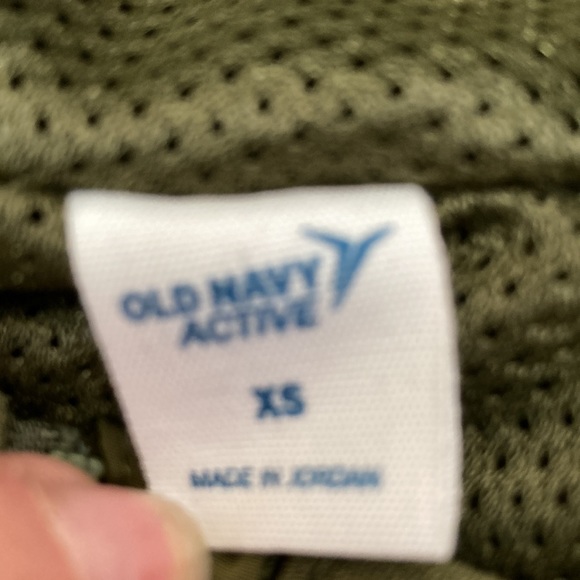 OLD NAVY
ACTIVE
XS
MADE IN JORDAN